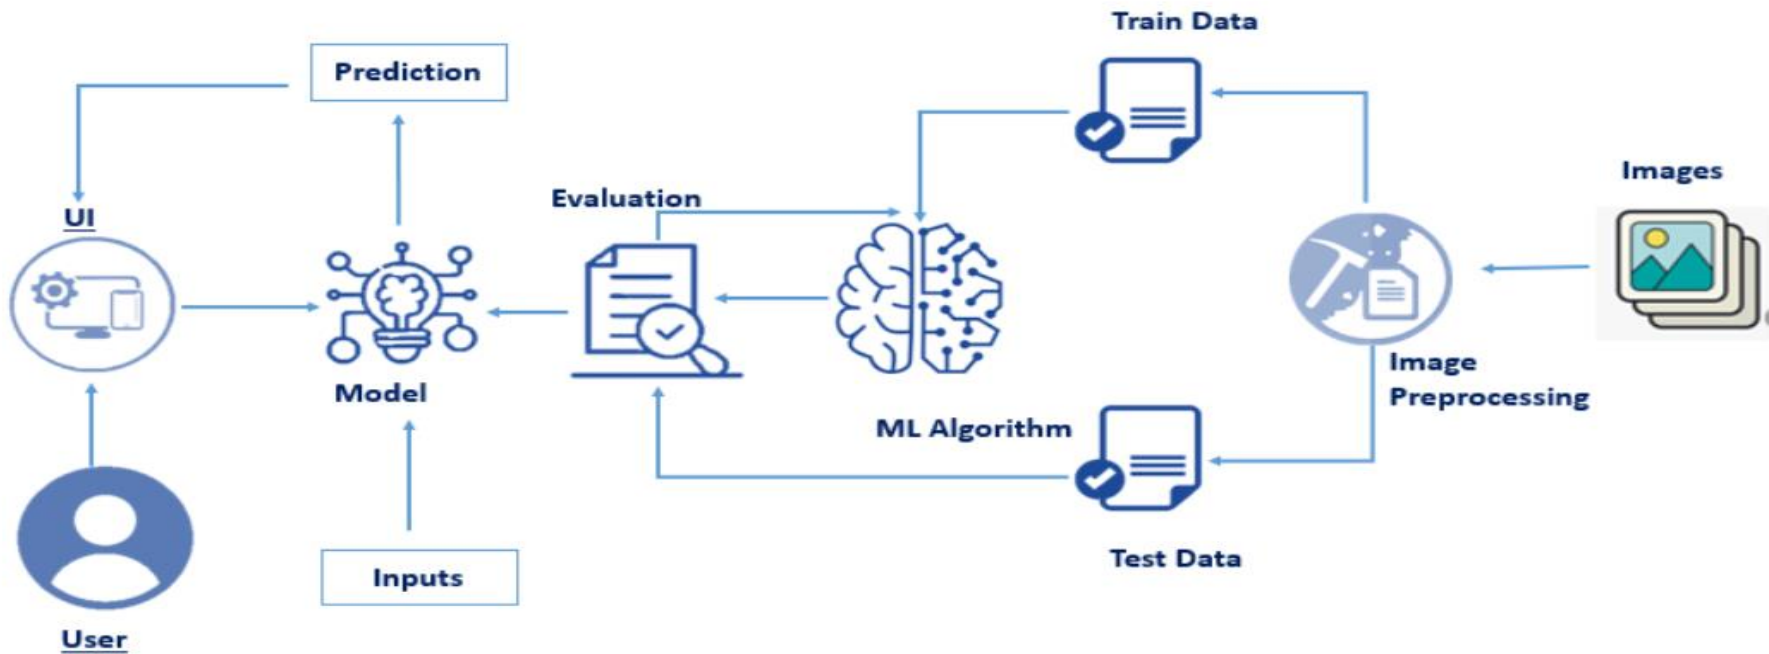 Train Data
Prediction
Images
Evaluation
UI
Image
Preprocessing
Model
ML Algorithm
Test Data
Inputs
User